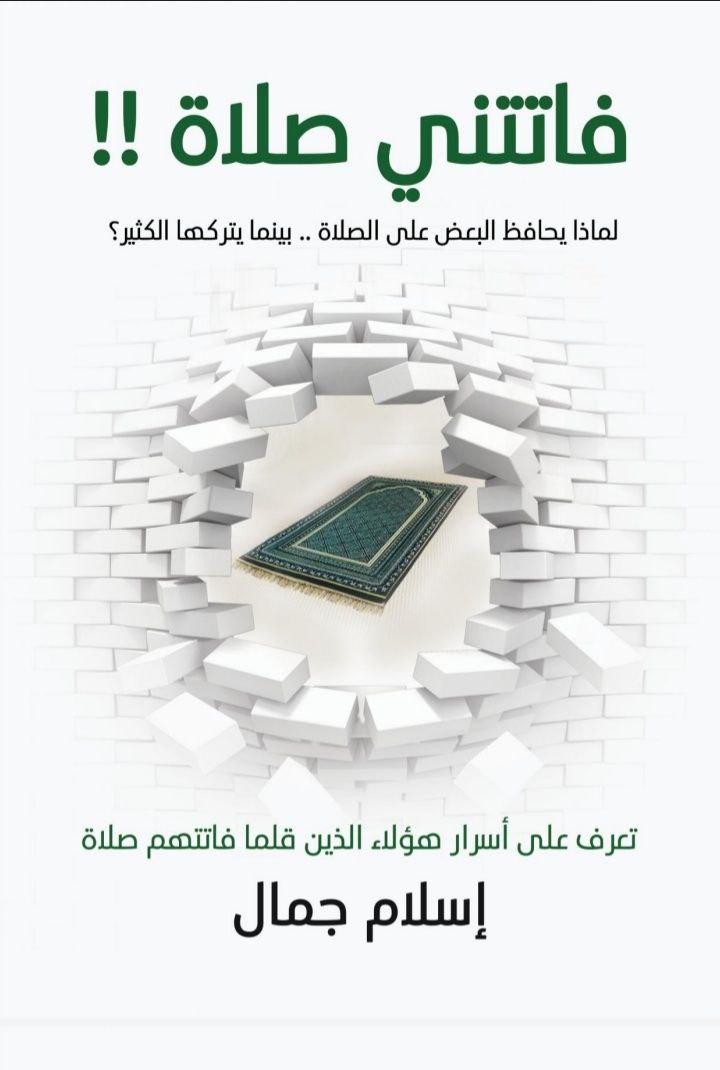 فاتتني صلاة !!
لماذا يحافظ البعض على الصلاة .. بينما يتركها الكثير؟
تعرف على أسرار هؤلاء الذين قلما فاتتهم صلاة
إسلام جمال